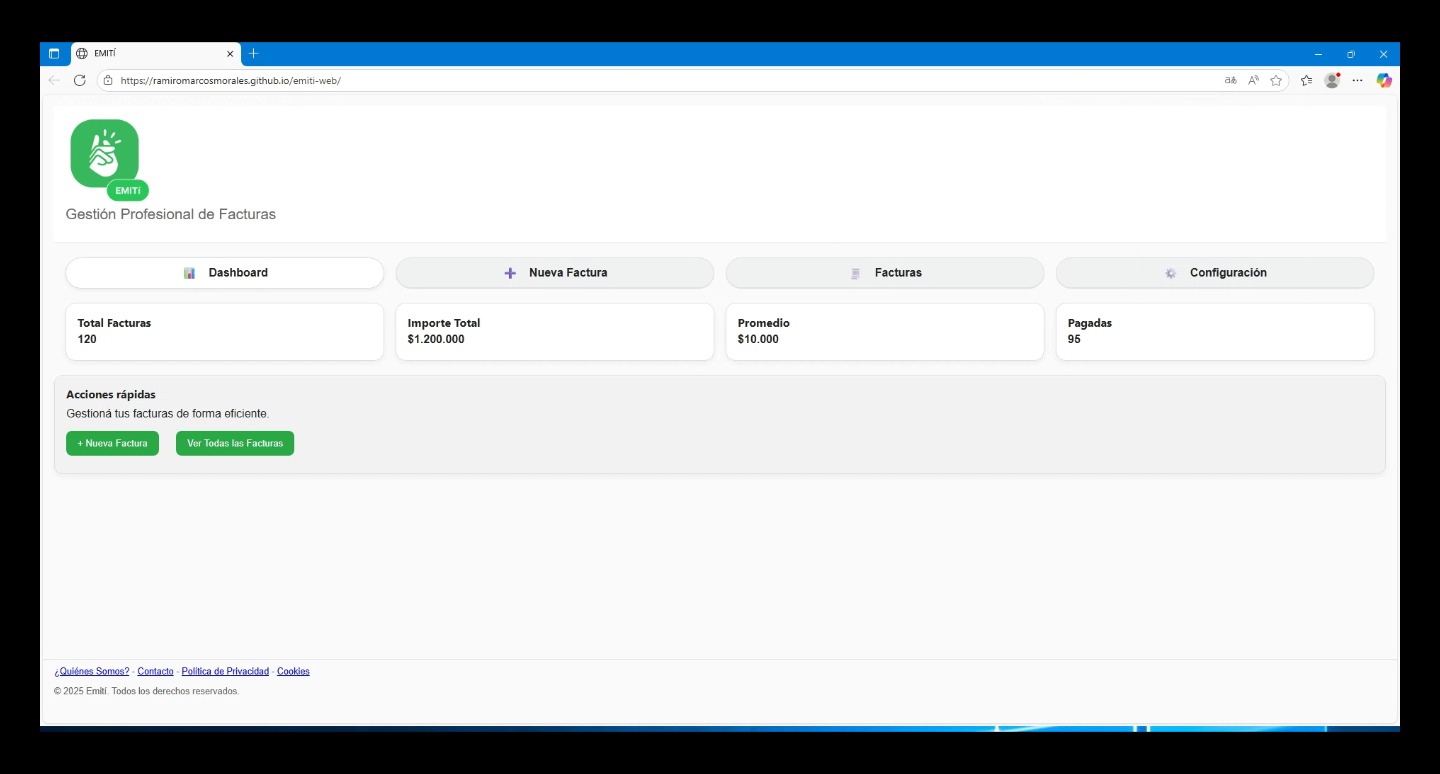 EMITÍ
https://ramiromarcosmorales.github.io/emiti-web/
EMITÍ
Gestión Profesional de Facturas
Dashboard
Nueva Factura
Facturas
Configuración
Total Facturas
120
Importe Total
$1.200.000
Promedio
$10.000
Pagadas
95
Acciones rápidas
Gestioná tus facturas de forma eficiente.
+ Nueva Factura
Ver Todas las Facturas
¿Quiénes Somos? - Contacto - Política de Privacidad - Cookies
© 2025 Emití. Todos los derechos reservados.